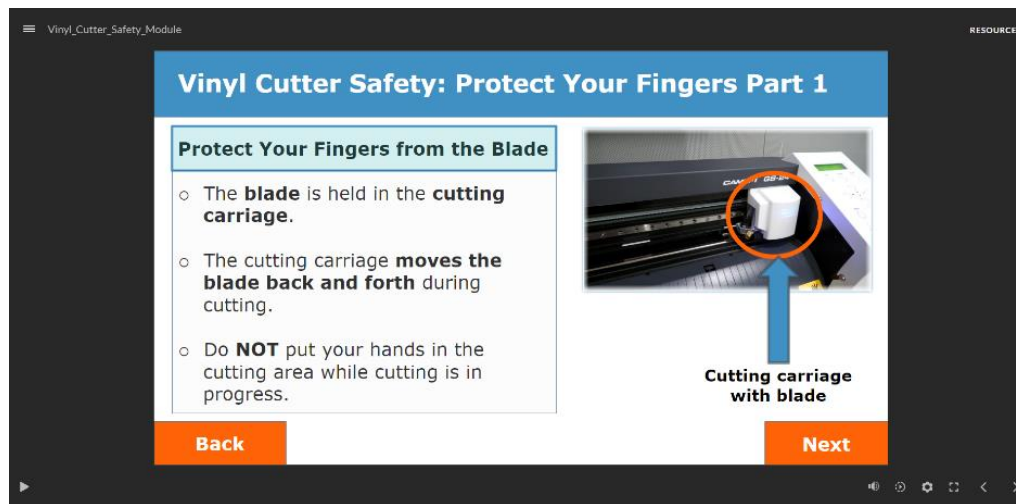 Vinyl_Cutter_Safety_Module
RESOURCE
Vinyl Cutter Safety: Protect Your Fingers Part 1
Protect Your Fingers from the Blade
The blade is held in the cutting
carriage.
The cutting carriage moves the
blade back and forth during
cutting.
Do NOT put your hands in the
cutting area while cutting is in
progress.
Cutting carriage
with blade
Back
Next